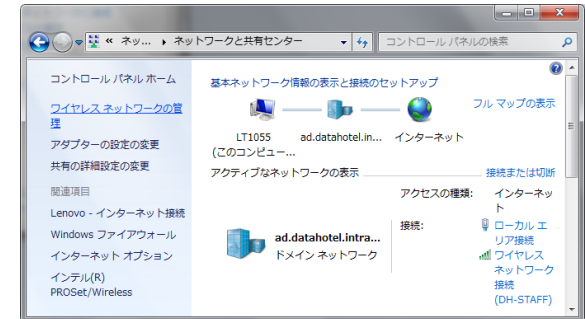 « ネッ... ▸ ネットワークと共有センター
コントロール パネルの検索
コントロール パネル ホーム
ワイヤレス ネットワークの管
理
アダプターの設定の変更
共有の詳細設定の変更
関連項目
Lenovo - インターネット接続
Windows ファイアウォール
インターネット オプション
インテル(R)
PROSet/Wireless
基本ネットワーク情報の表示と接続のセットアップ
フル マップの表示
LT1055
(このコンピュー...
ad.datahotel.in...
インターネット
アクティブなネットワークの表示
接続または切断
ad.datahotel.intra...
ドメイン ネットワーク
アクセスの種類:
インターネッ
ト
接続:
ローカル エ
リア接続
ワイヤレス
ネットワーク
接続
(DH-STAFF)